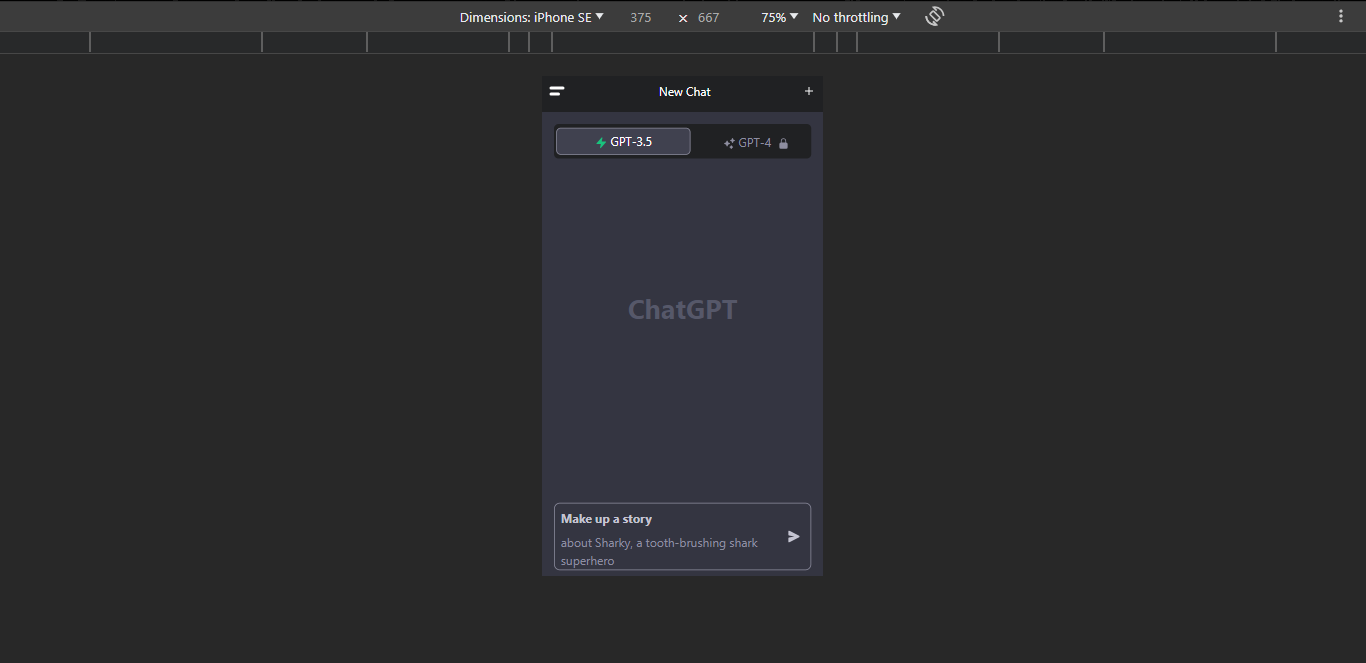 Dimensions: iPhone SE 375 × 667 75% No throttling
New Chat +
GPT-3.5 GPT-4
ChatGPT
Make up a story
about Sharky, a tooth-brushing shark
superhero